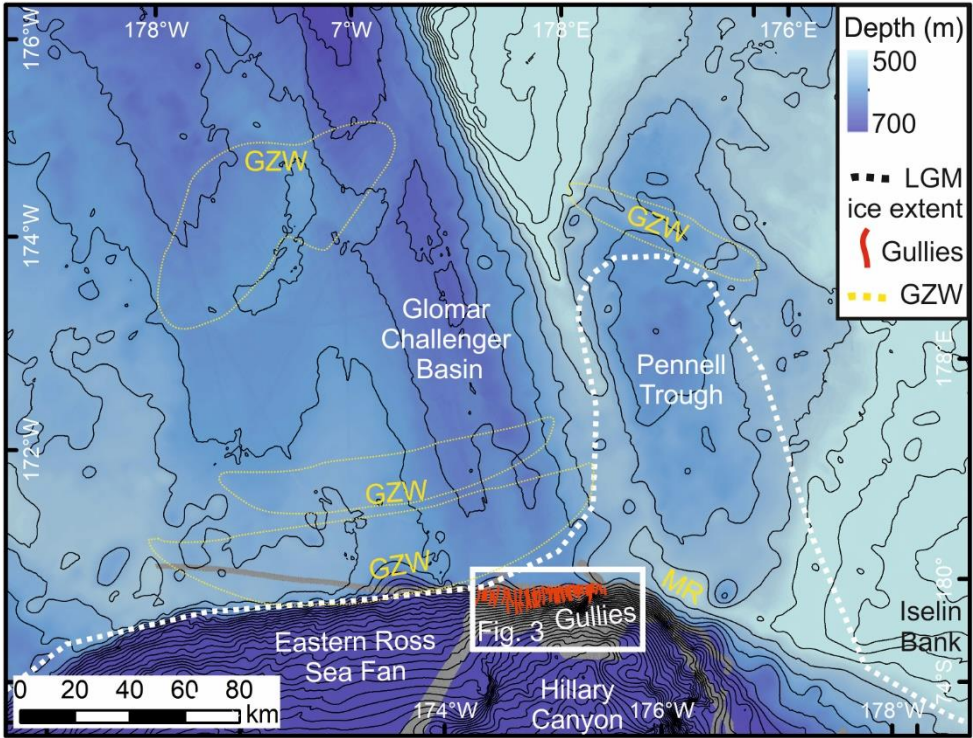 178°W
7°W
178°E
176°E
176°W
Depth (m)
500
700
LGM
ice extent
Gullies
GZW
GZW
GZW
174°W
Glomar
Challenger
Basin
Pennell
Trough
178°E
172°W
GZW
GZW
MR
180°
Iselin
Bank
Gullies
Fig. 3
Eastern Ross
Sea Fan
Hillary
Canyon
74°S
0 20 40 60 80
km
174°W
176°W
178°W